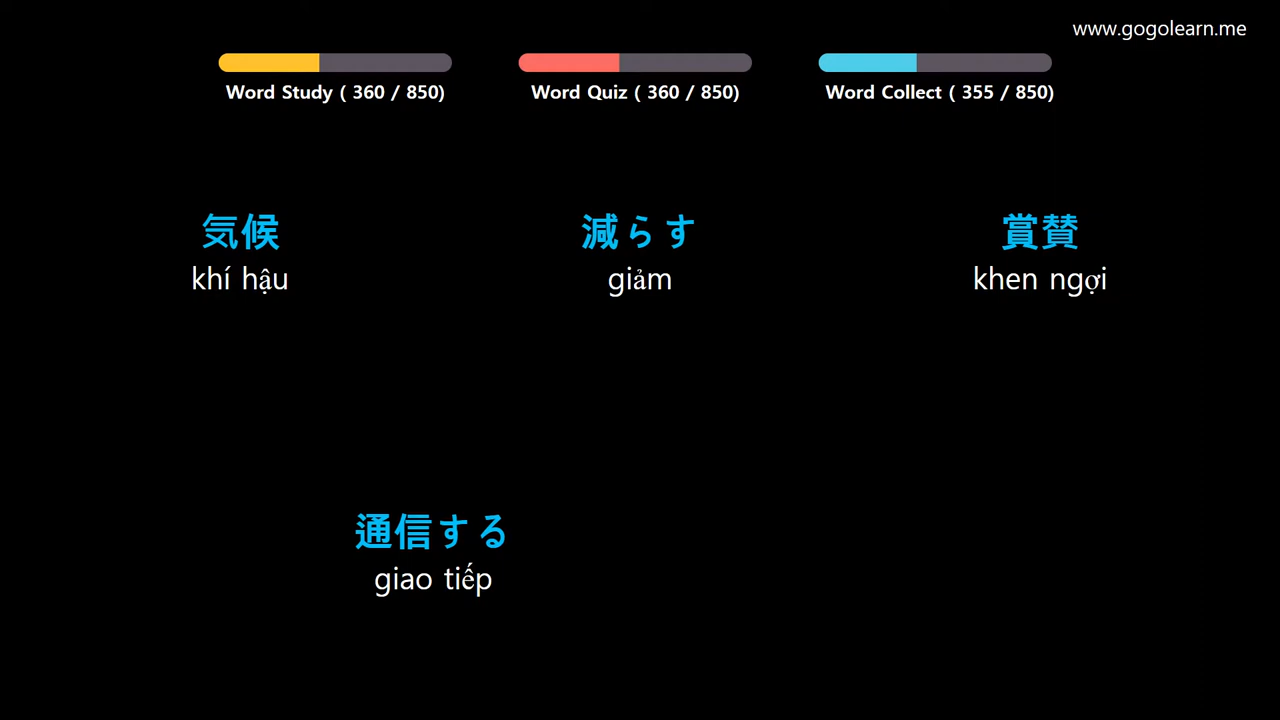 www.gogolearn.me
Word Study ( 360 / 850)
Word Quiz ( 360 / 850)
Word Collect ( 355 / 850)
気候
khí hậu
減らす
giảm
賞賛
khen ngợi
通信する
giao tiếp